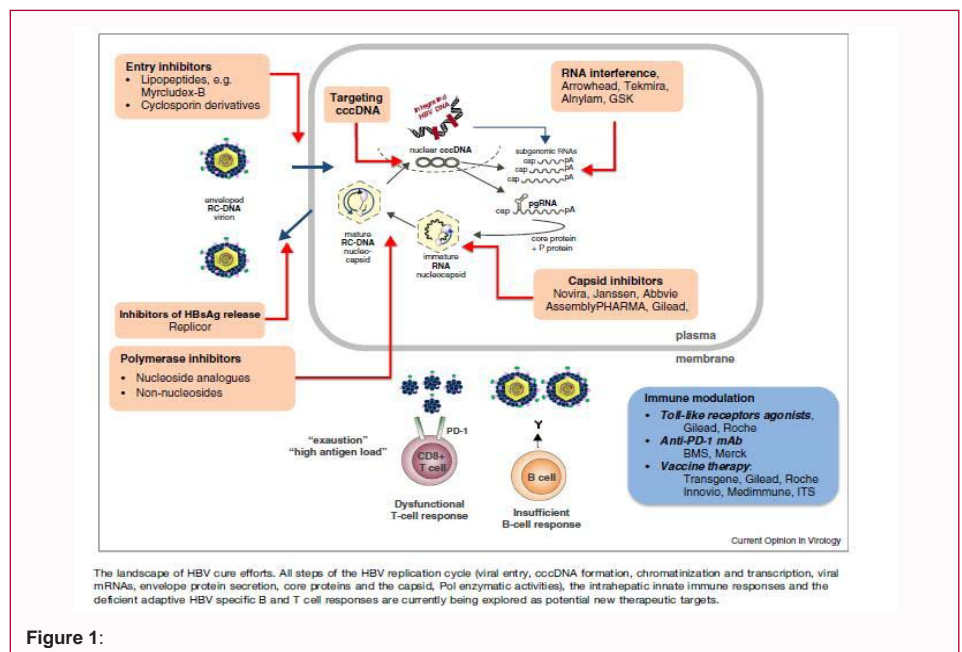 Entry inhibitors
• Lipopeptides, e.g.
Myrcludex-B
• Cyclosporin derivatives
Targeting
cccDNA
Integrated
HBV DNA
RNA interference,
Arrowhead, Tekmira,
Alnylam, GSK
nuclear cccDNA
subgenomic RNAs
cap pA
cap pA
cap pA
enveloped
RC-DNA
virion
pgRNA
cap pA
mature
RC-DNA
nucleo-
capsid
immature
RNA
nucleocapsid
core protein
+ P protein
Capsid inhibitors
Novira, Janssen, Abbvie
AssemblyPHARMA, Gilead,
Inhibitors of HBsAg release
Replicor
plasma
membrane
Polymerase inhibitors
• Nucleoside analogues
• Non-nucleosides
PD-1
"exaustion"
"high antigen load"
CD8+
T cell
Dysfunctional
T-cell response
Y
B cell
Insufficient
B-cell response
Immune modulation
• Toll-like receptors agonists,
Gilead, Roche
• Anti-PD-1 mAb
BMS, Merck
• Vaccine therapy:
Transgene, Gilead, Roche
Innovio, Medimmune, ITS
Current Opinion in Virology
The landscape of HBV cure efforts. All steps of the HBV replication cycle (viral entry, cccDNA formation, chromatinization and transcription, viral
mRNAs, envelope protein secretion, core proteins and the capsid, Pol enzymatic activities), the intrahepatic innate immune responses and the
deficient adaptive HBV specific B and T cell responses are currently being explored as potential new therapeutic targets.
Figure 1: